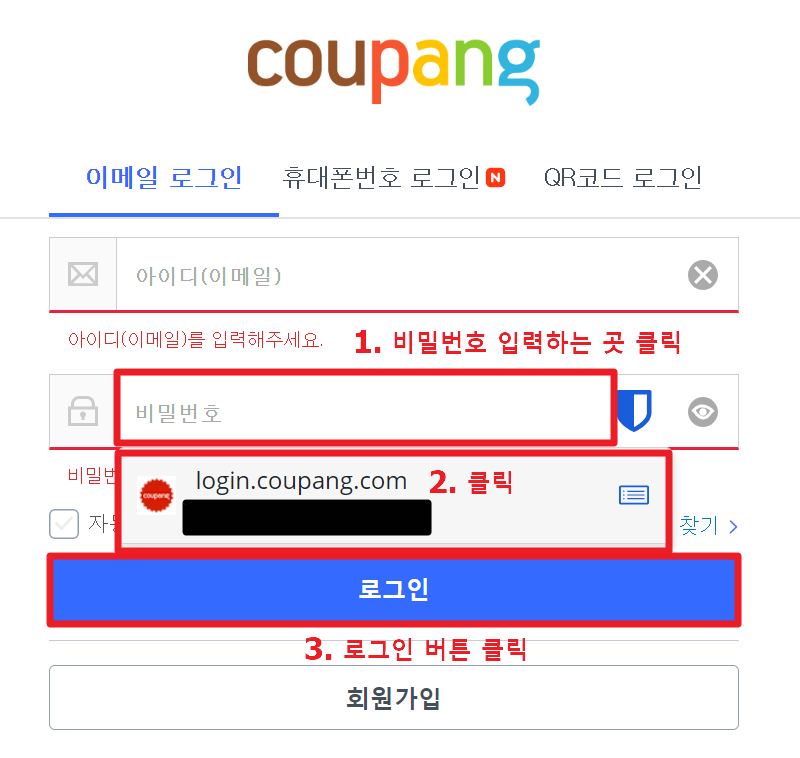 coupang
이메일 로그인 휴대폰번호 로그인 N QR코드 로그인
아이디(이메일)
아이디(이메일)를 입력해주세요. 1. 비밀번호 입력하는 곳 클릭
비밀번호
login.coupang.com 2. 클릭
coupang
찾기
로그인
3. 로그인 버튼 클릭
회원가입